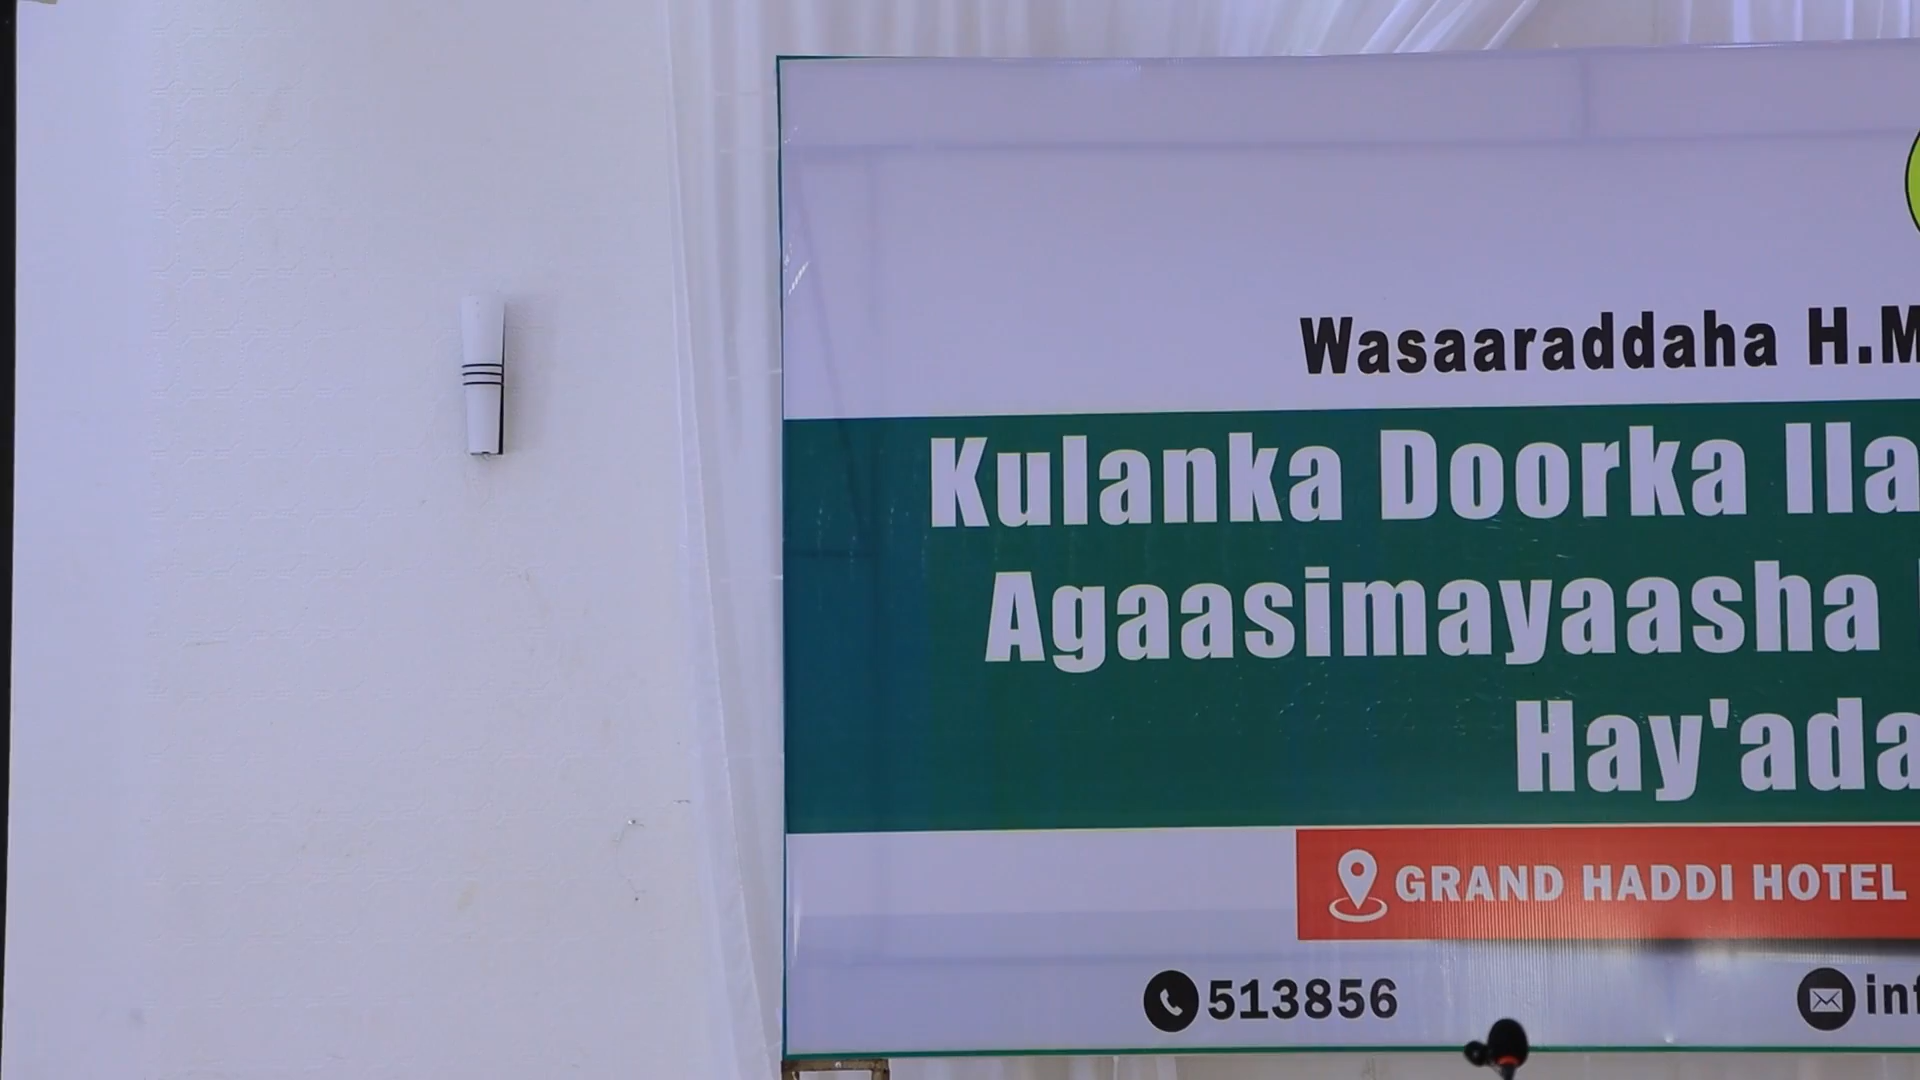 Wasaaraddaha H.M
Kulanka Doorka Ila
Agaasimayaasha
Hay'ada
GRAND HADDI HOTEL
513856
inf